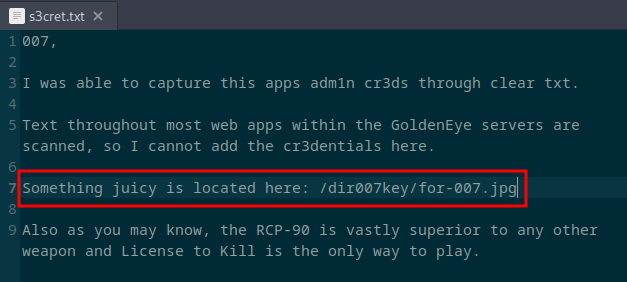 s3cret.txt ×
1 007,
2
3 I was able to capture this apps adm1n cr3ds through clear txt.
4
5 Text throughout most web apps within the GoldenEye servers are
scanned, so I cannot add the cr3dentials here.
6
7 Something juicy is located here: /dir007key/for-007.jpg
8
9 Also as you may know, the RCP-90 is vastly superior to any other
weapon and License to Kill is the only way to play.